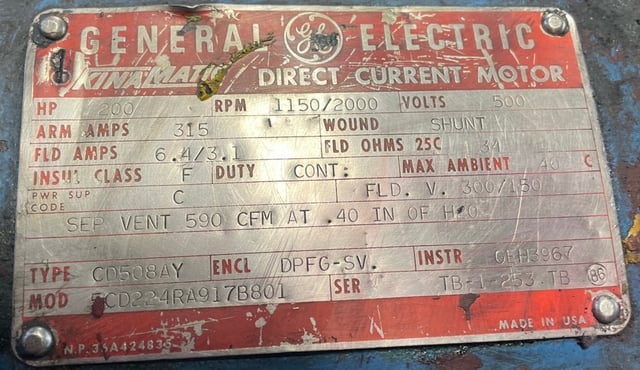 GENERAL GE ELECTRIC
KINAMATIC DIRECT CURRENT MOTOR
HP 200 RPM 1150/2000 VOLTS 500
ARM AMPS 315 WOUND SHUNT
FLD AMPS 6.4/3.1 FLD OHMS 25C 34
INSUL CLASS F DUTY CONT. MAX AMBIENT 40 C
PWR SUP CODE C FLD. V. 300/150
SEP VENT 590 CFM AT .40 IN OF H2O
TYPE CD508AY ENCL DPFG-SV. INSTR GEH3967
MOD 5CD224RA917B801 SER TB-1-253.TB
MADE IN USA